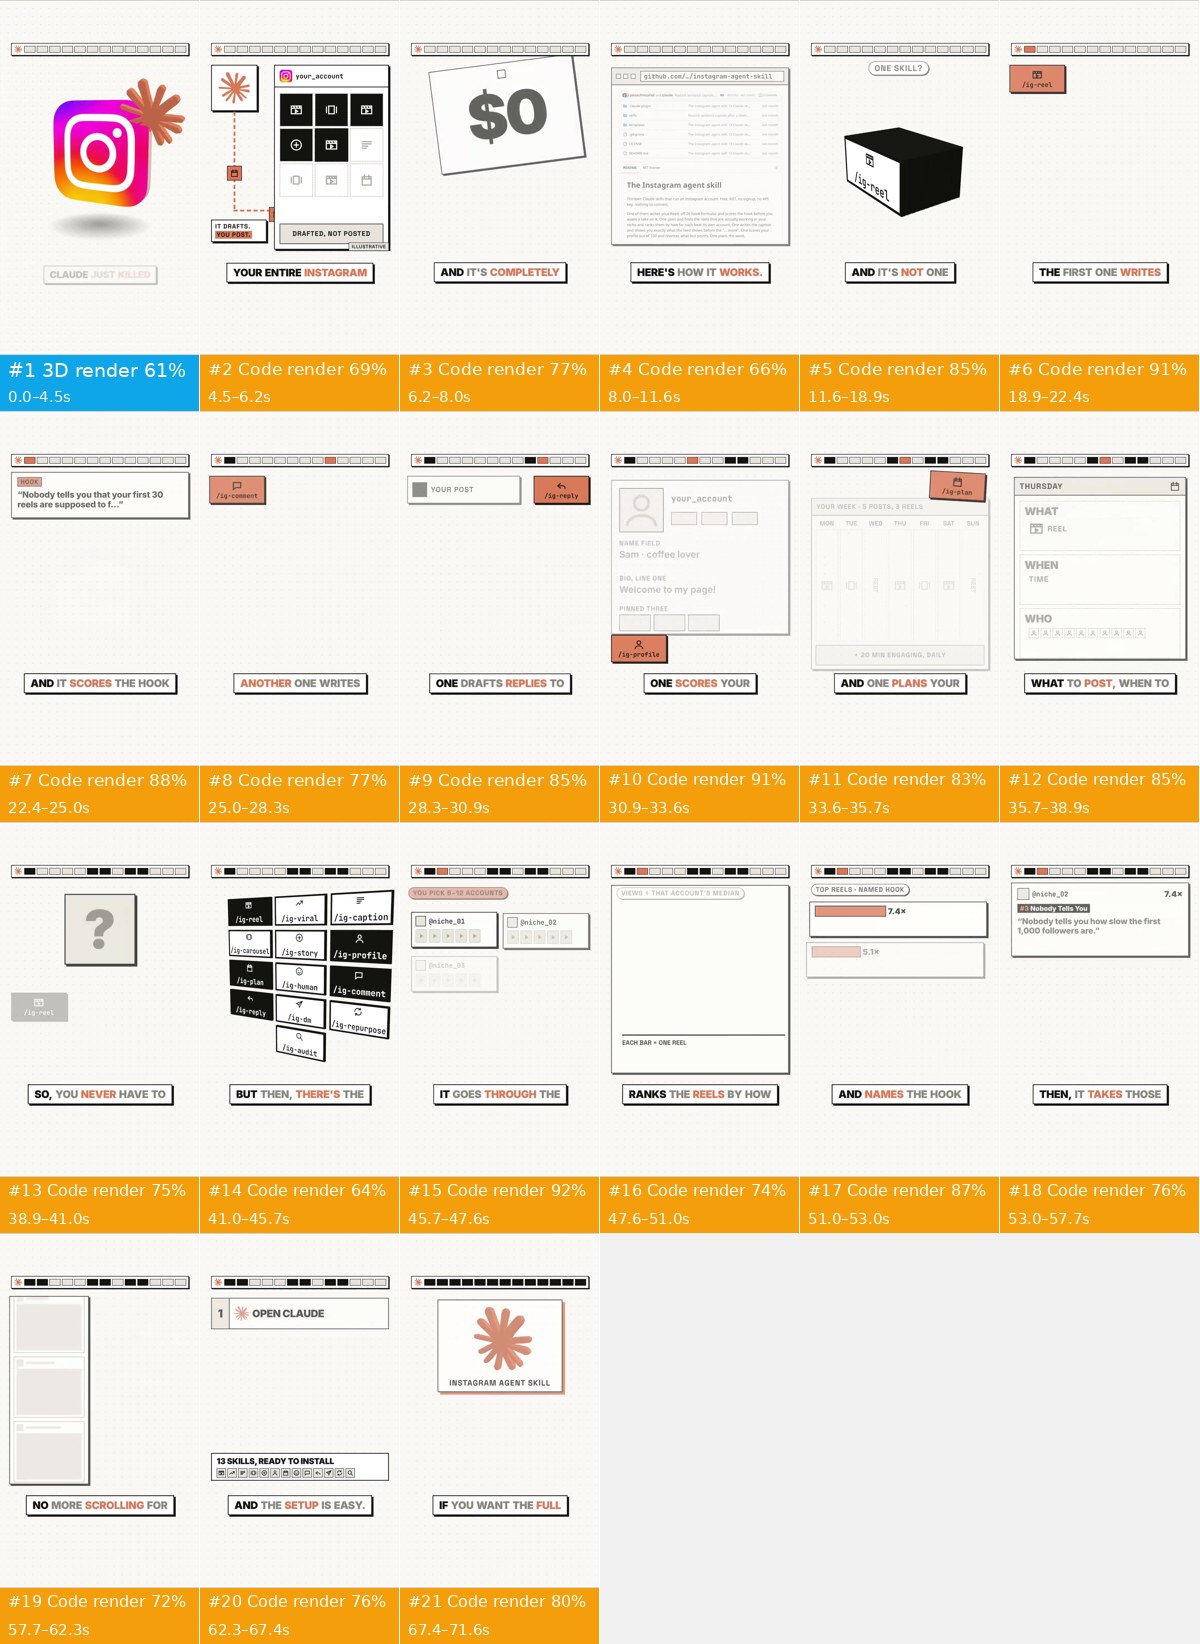 CLAUDE JUST KILLED
#1 3D render 61%
0.0–4.5s
your_account
IT DRAFTS.
YOU POST.
DRAFTED, NOT POSTED
ILLUSTRATIVE
YOUR ENTIRE INSTAGRAM
#2 Code render 69%
4.5–6.2s
$0
AND IT'S COMPLETELY
#3 Code render 77%
6.2–8.0s
github.com/…/instagram-agent-skill
The Instagram agent skill
HERE'S HOW IT WORKS.
#4 Code render 66%
8.0–11.6s
ONE SKILL?
/ig-reel
AND IT'S NOT ONE
#5 Code render 85%
11.6–18.9s
/ig-reel
THE FIRST ONE WRITES
#6 Code render 91%
18.9–22.4s
HOOK
“Nobody tells you that your first 30
reels are supposed to f…”
AND IT SCORES THE HOOK
#7 Code render 88%
22.4–25.0s
/ig-comment
ANOTHER ONE WRITES
#8 Code render 77%
25.0–28.3s
YOUR POST
/ig-reply
ONE DRAFTS REPLIES TO
#9 Code render 85%
28.3–30.9s
your_account
NAME FIELD
Sam · coffee lover
BIO, LINE ONE
Welcome to my page!
PINNED THREE
/ig-profile
ONE SCORES YOUR
#10 Code render 91%
30.9–33.6s
/ig-plan
YOUR WEEK · 5 POSTS, 3 REELS
MON TUE WED THU FRI SAT SUN
REST REST
+ 20 MIN ENGAGING, DAILY
AND ONE PLANS YOUR
#11 Code render 83%
33.6–35.7s
THURSDAY
WHAT
REEL
WHEN
TIME
WHO
WHAT TO POST, WHEN TO
#12 Code render 85%
35.7–38.9s
?
/ig-reel
SO, YOU NEVER HAVE TO
#13 Code render 75%
38.9–41.0s
/ig-reel /ig-viral /ig-caption
/ig-carousel /ig-story /ig-profile
/ig-plan /ig-human /ig-comment
/ig-reply /ig-dm /ig-repurpose
/ig-audit
BUT THEN, THERE'S THE
#14 Code render 64%
41.0–45.7s
YOU PICK 8–12 ACCOUNTS
@niche_01
@niche_02
@niche_03
IT GOES THROUGH THE
#15 Code render 92%
45.7–47.6s
VIEWS ÷ THAT ACCOUNT'S MEDIAN
EACH BAR = ONE REEL
RANKS THE REELS BY HOW
#16 Code render 74%
47.6–51.0s
TOP REELS · NAMED HOOK
7.4×
5.1×
AND NAMES THE HOOK
#17 Code render 87%
51.0–53.0s
@niche_02 7.4×
#3 Nobody Tells You
“Nobody tells you how slow the first
1,000 followers are.”
THEN, IT TAKES THOSE
#18 Code render 76%
53.0–57.7s
NO MORE SCROLLING FOR
#19 Code render 72%
57.7–62.3s
1 OPEN CLAUDE
13 SKILLS, READY TO INSTALL
AND THE SETUP IS EASY.
#20 Code render 76%
62.3–67.4s
INSTAGRAM AGENT SKILL
IF YOU WANT THE FULL
#21 Code render 80%
67.4–71.6s